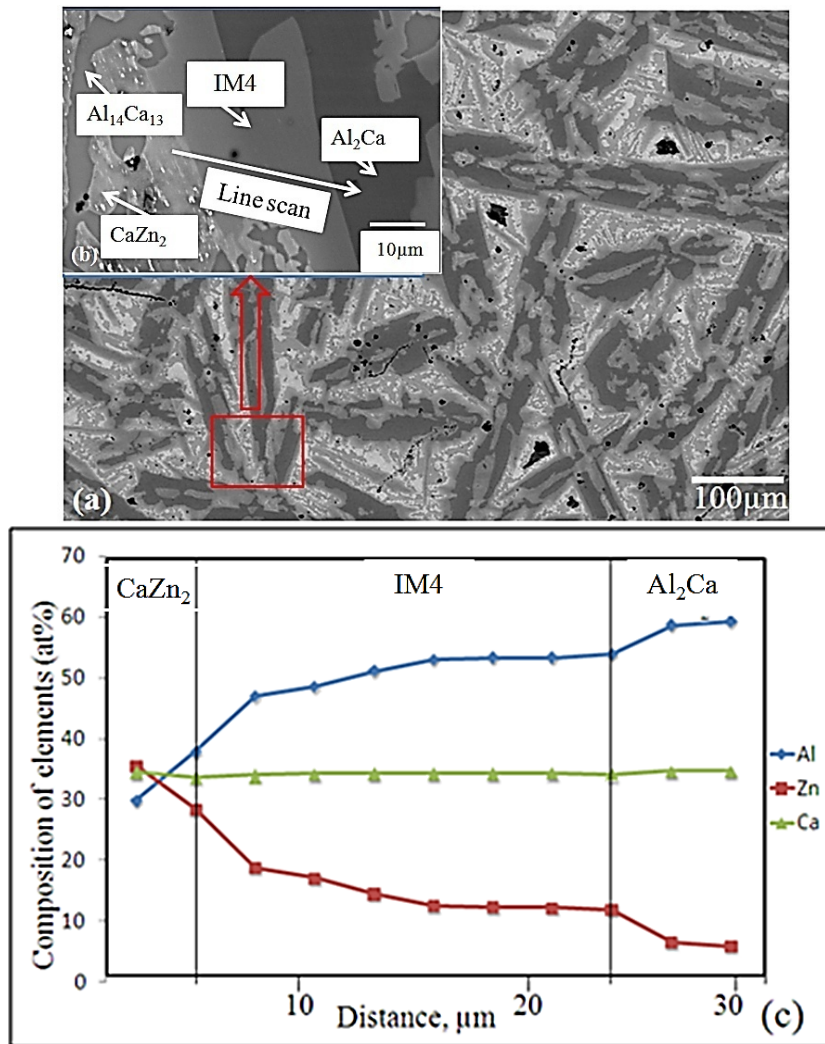 IM4
Al₁₄Ca₁₃
Al₂Ca
Line scan
CaZn₂
10µm
(b)
(a)
100µm
70
60
50
40
30
20
10
0
CaZn₂ IM4 Al₂Ca
Composition of elements (at%)
Al
Zn
Ca
10 20 30
Distance, µm
(c)